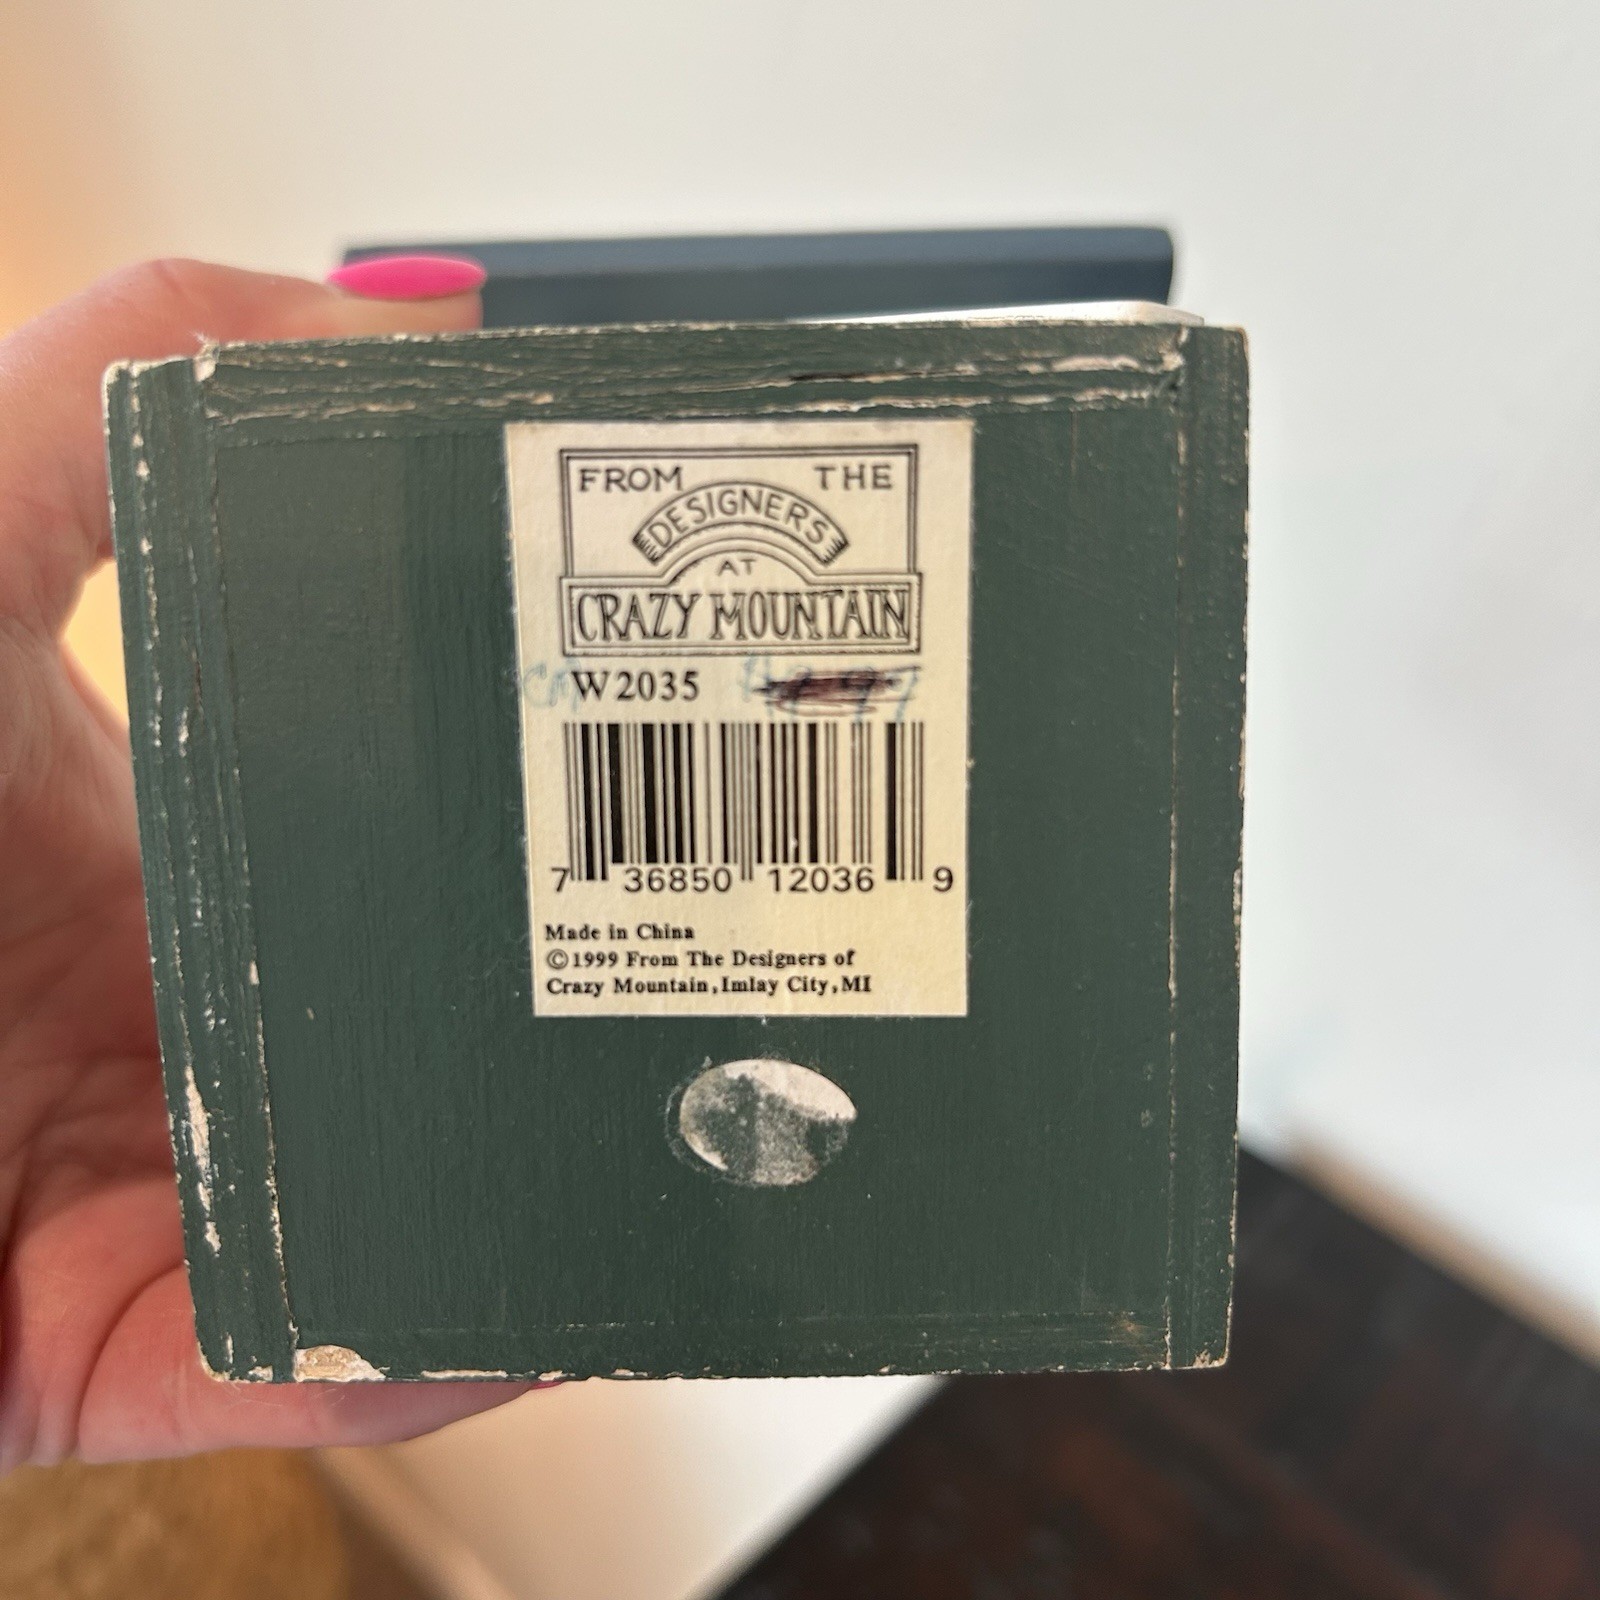 FROM THE
DESIGNERS
AT
CRAZY MOUNTAIN
W2035
7 36850 12036 9
Made in China
©1999 From The Designers of
Crazy Mountain, Imlay City, MI